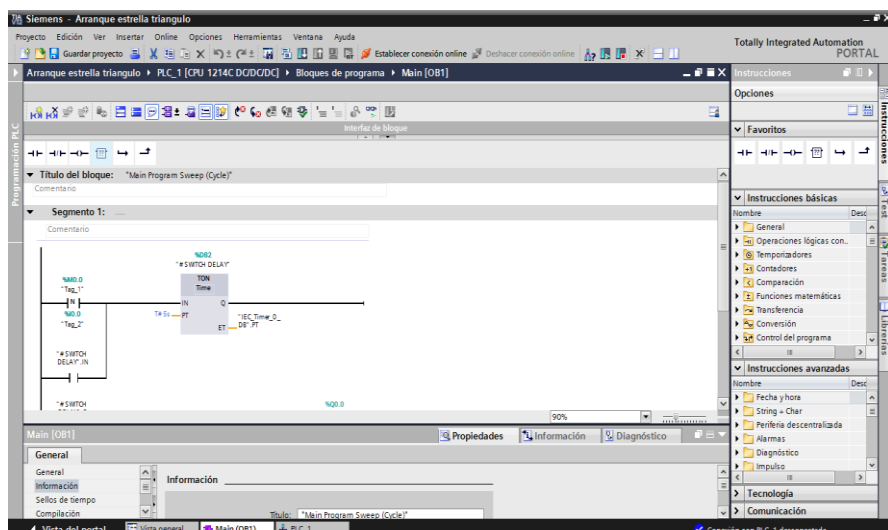 Siemens - Arranque estrella triangulo
Proyecto Edición Ver Insertar Online Opciones Herramientas Ventana Ayuda
Guardar proyecto Establecer conexión online Deshacer conexión online
Totally Integrated Automation
PORTAL
Arranque estrella triangulo PLC_1 [CPU 1214C DC/DC/DC] Bloques de programa Main [OB1]
Instrucciones
Opciones
Interfaz de bloque
Favoritos
Título del bloque: "Main Program Sweep (Cycle)"
Comentario
Segmento 1: .....
Comentario
%DB2
"# SWITCH DELAY"
TON
Time
%M0.0
"Tag_1"
N
IN Q
%I0.0
"Tag_2"
T# 5s PT
ET
"IEC_Timer_0_
DB".PT
"# SWITCH
DELAY".IN
"# SWITCH
%Q0.0
90%
Instrucciones básicas
Nombre
General
Operaciones lógicas con..
Temporizadores
Contadores
Comparación
Funciones matemáticas
Transferencia
Conversión
Control del programa
Instrucciones avanzadas
Nombre
Fecha y hora
String + Char
Periferia descentralizada
Alarmas
Diagnóstico
Impulso
Tecnología
Comunicación
Programación PLC
Instrucciones
Test
Tareas
Librerías
Main [OB1]
Propiedades Información Diagnóstico
General
General
Información
Sellos de tiempo
Compilación
Información
Título: "Main Program Sweep (Cycle)"
Vista del portal Vista general Main (OB1) PLC_1